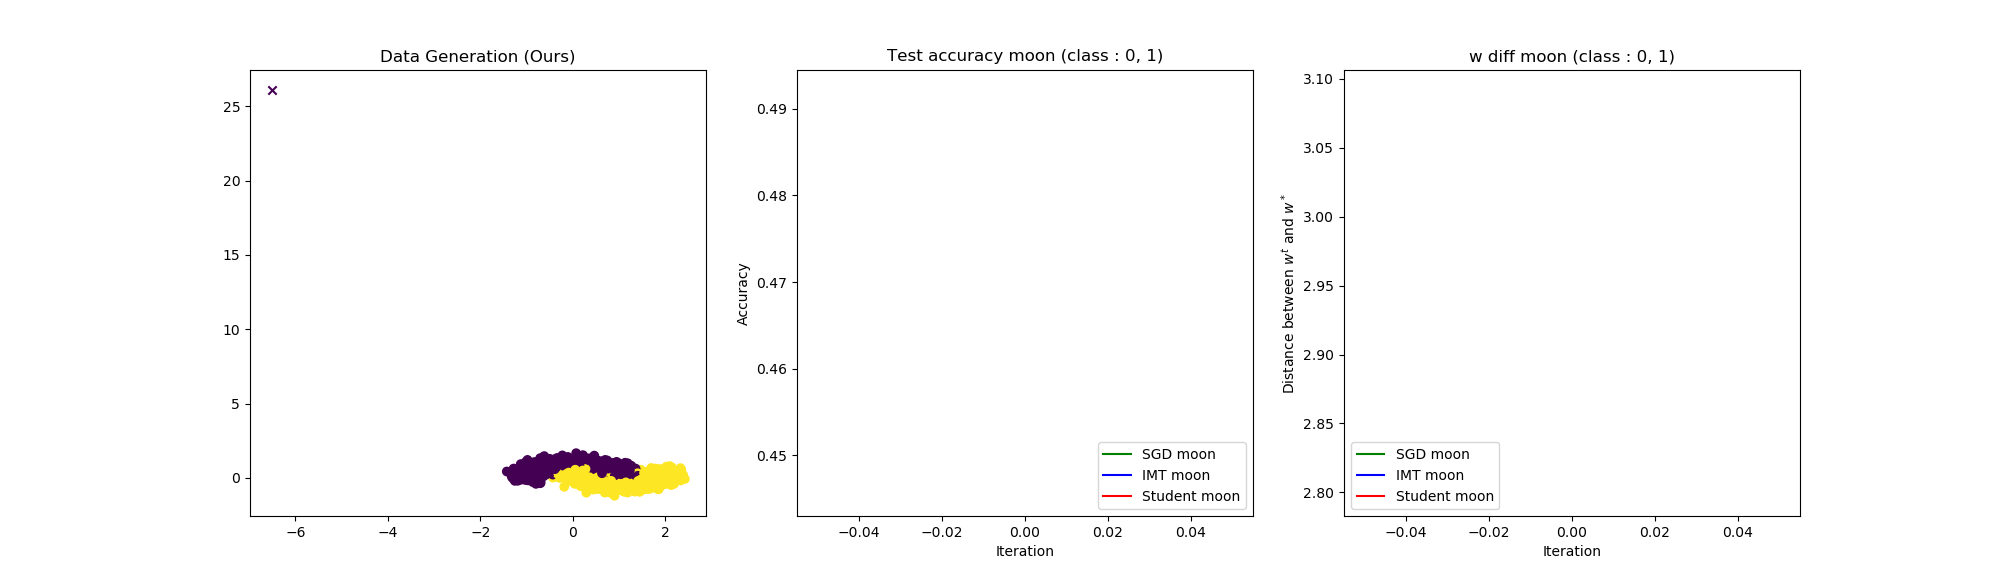 Data Generation (Ours)
25
20
15
10
5
0
−6
−4
−2
0
2
Test accuracy moon (class : 0, 1)
Accuracy
0.49
0.48
0.47
0.46
0.45
SGD moon
IMT moon
Student moon
−0.04
−0.02
0.00
0.02
0.04
Iteration
w diff moon (class : 0, 1)
Distance between w^t and w^*
3.10
3.05
3.00
2.95
2.90
2.85
2.80
SGD moon
IMT moon
Student moon
−0.04
−0.02
0.00
0.02
0.04
Iteration